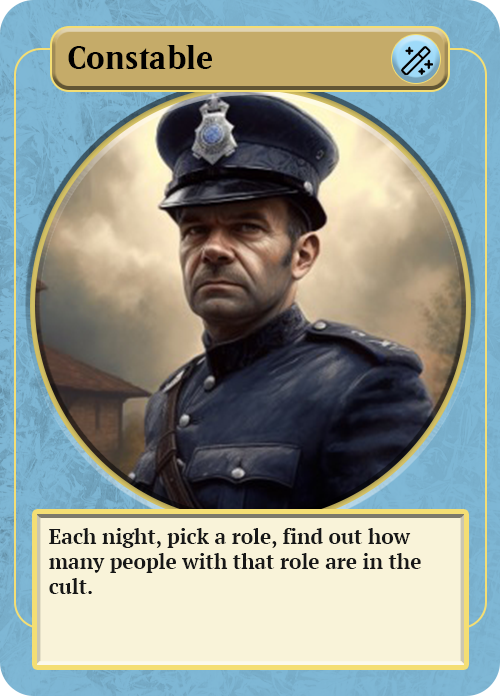 Constable
Each night, pick a role, find out how
many people with that role are in the
cult.